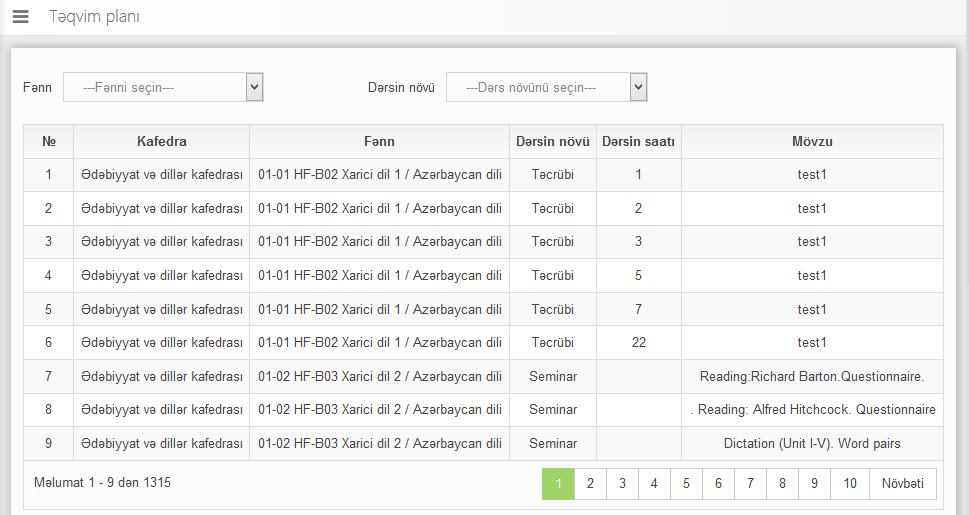 Təqvim planı
Fənn ---Fənni seçin--- Dərsin növü ---Dərs növünü seçin---
№ Kafedra Fənn Dərsin növü Dərsin saatı Mövzu
1 Ədəbiyyat və dillər kafedrası 01-01 HF-B02 Xarici dil 1 / Azərbaycan dili Təcrübi 1 test1
2 Ədəbiyyat və dillər kafedrası 01-01 HF-B02 Xarici dil 1 / Azərbaycan dili Təcrübi 2 test1
3 Ədəbiyyat və dillər kafedrası 01-01 HF-B02 Xarici dil 1 / Azərbaycan dili Təcrübi 3 test1
4 Ədəbiyyat və dillər kafedrası 01-01 HF-B02 Xarici dil 1 / Azərbaycan dili Təcrübi 5 test1
5 Ədəbiyyat və dillər kafedrası 01-01 HF-B02 Xarici dil 1 / Azərbaycan dili Təcrübi 7 test1
6 Ədəbiyyat və dillər kafedrası 01-01 HF-B02 Xarici dil 1 / Azərbaycan dili Təcrübi 22 test1
7 Ədəbiyyat və dillər kafedrası 01-02 HF-B03 Xarici dil 2 / Azərbaycan dili Seminar Reading:Richard Barton.Questionnaire.
8 Ədəbiyyat və dillər kafedrası 01-02 HF-B03 Xarici dil 2 / Azərbaycan dili Seminar . Reading: Alfred Hitchcock. Questionnaire
9 Ədəbiyyat və dillər kafedrası 01-02 HF-B03 Xarici dil 2 / Azərbaycan dili Seminar Dictation (Unit I-V). Word pairs
Məlumat 1 - 9 dən 1315 1 2 3 4 5 6 7 8 9 10 Növbəti